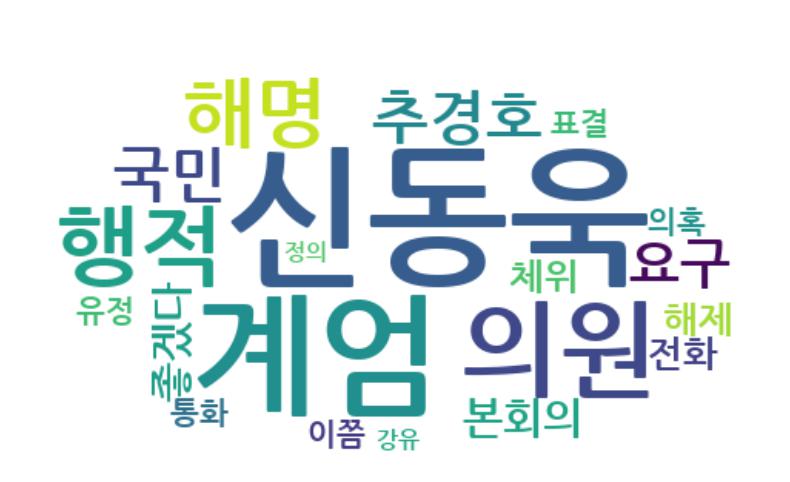 해명
추경호
표결
국민
신동욱
행적
의혹
요구
정의
체위
유정
좋겠다
계엄
의원
해제
전화
통화
이쯤
강유
본회의